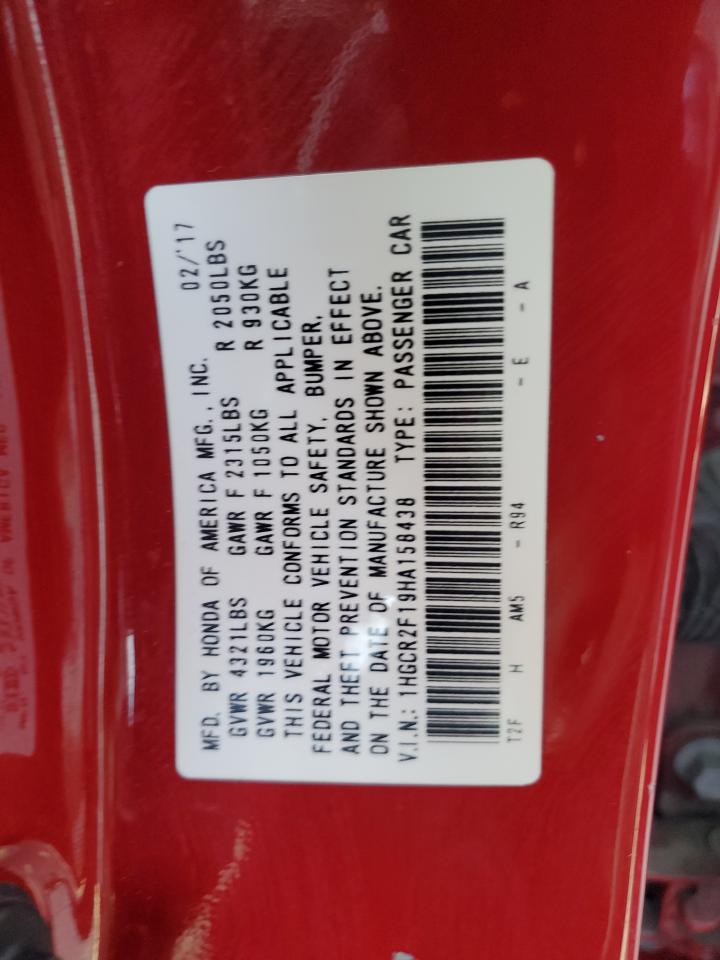 MFD. BY HONDA OF AMERICA MFG., INC. 02/'17
GVWR 4321LBS GAWR F 2315LBS R 2050LBS
GVWR 1960KG GAWR F 1050KG R 930KG
THIS VEHICLE CONFORMS TO ALL APPLICABLE
FEDERAL MOTOR VEHICLE SAFETY, BUMPER,
AND THEFT PREVENTION STANDARDS IN EFFECT
ON THE DATE OF MANUFACTURE SHOWN ABOVE.
V.I.N.: 1HGCR2F19HA158438 TYPE: PASSENGER CAR
T2F H AM5 - R94 - E - A